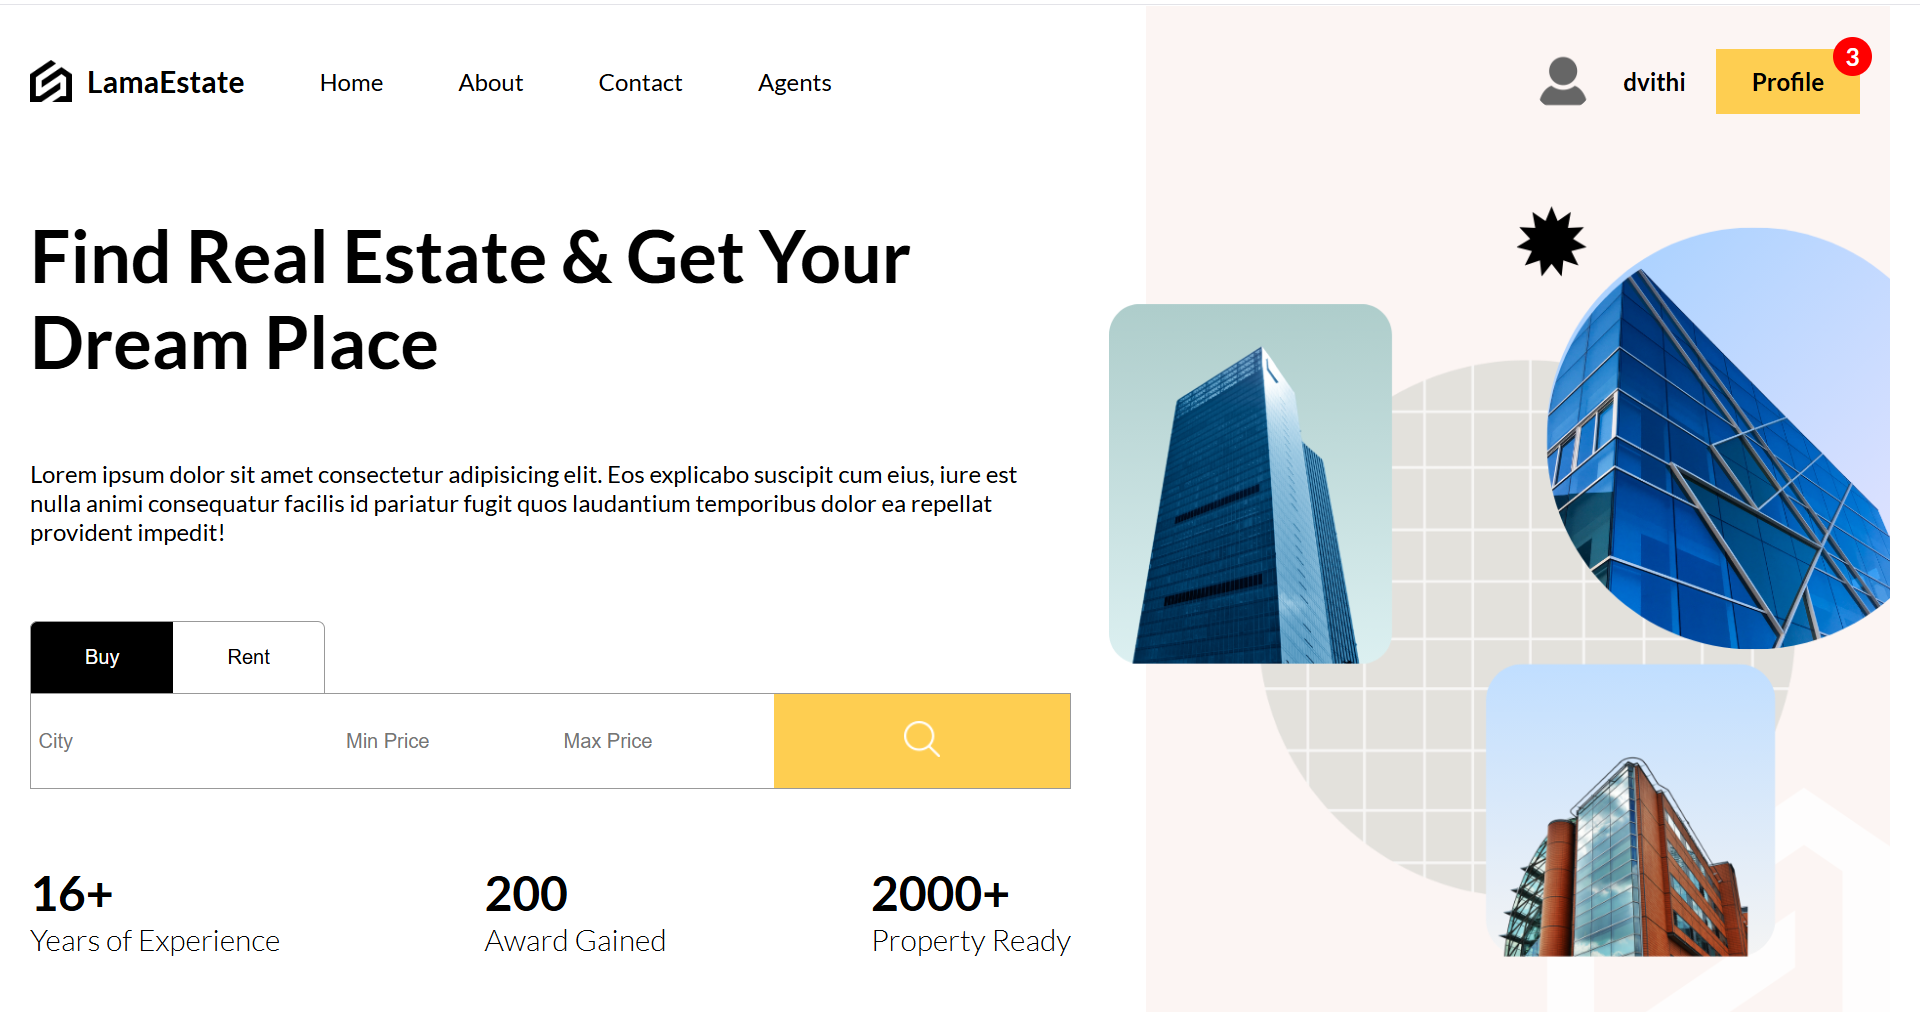 LamaEstate
Home
About
Contact
Agents
dvithi
Profile
3
Find Real Estate & Get Your
Dream Place
Lorem ipsum dolor sit amet consectetur adipisicing elit. Eos explicabo suscipit cum eius, iure est
nulla animi consequatur facilis id pariatur fugit quos laudantium temporibus dolor ea repellat
provident impedit!
Buy
Rent
City
Min Price
Max Price
16+
Years of Experience
200
Award Gained
2000+
Property Ready